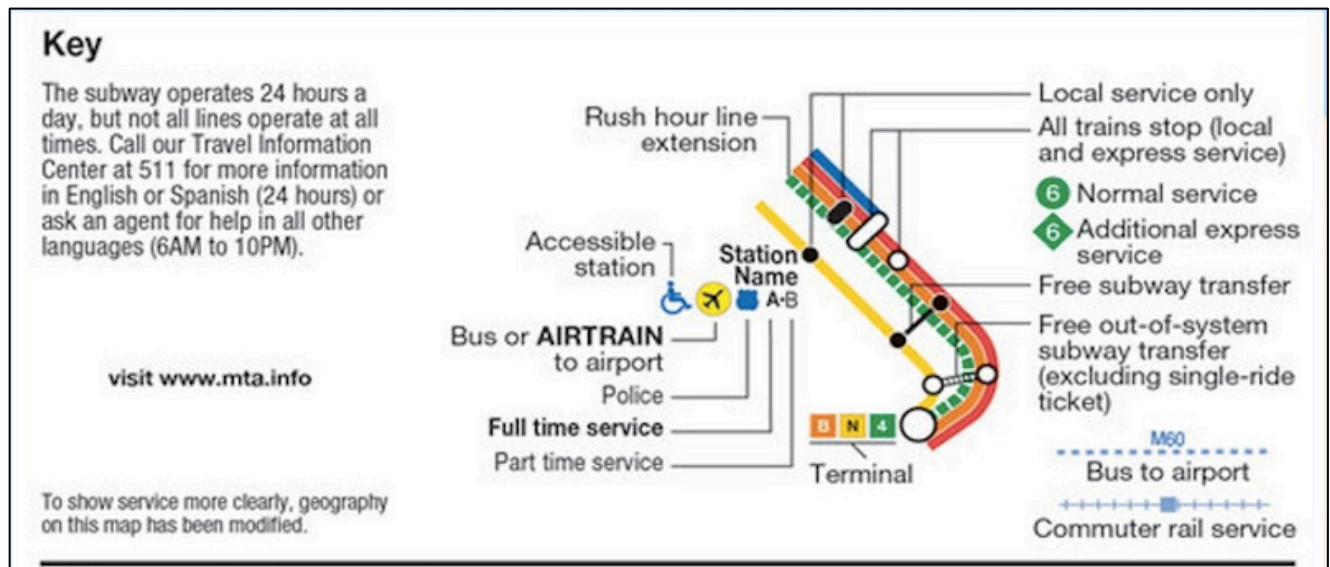 Key
The subway operates 24 hours a
day, but not all lines operate at all
times. Call our Travel Information
Center at 511 for more information
in English or Spanish (24 hours) or
ask an agent for help in all other
languages (6AM to 10PM).
visit www.mta.info
To show service more clearly, geography
on this map has been modified.
Rush hour line
extension
Accessible
station
Station
Name
A•B
Bus or AIRTRAIN
to airport
Police
Full time service
Part time service
B N 4
Terminal
Local service only
All trains stop (local
and express service)
6 Normal service
6 Additional express
service
Free subway transfer
Free out-of-system
subway transfer
(excluding single-ride
ticket)
M60
Bus to airport
Commuter rail service